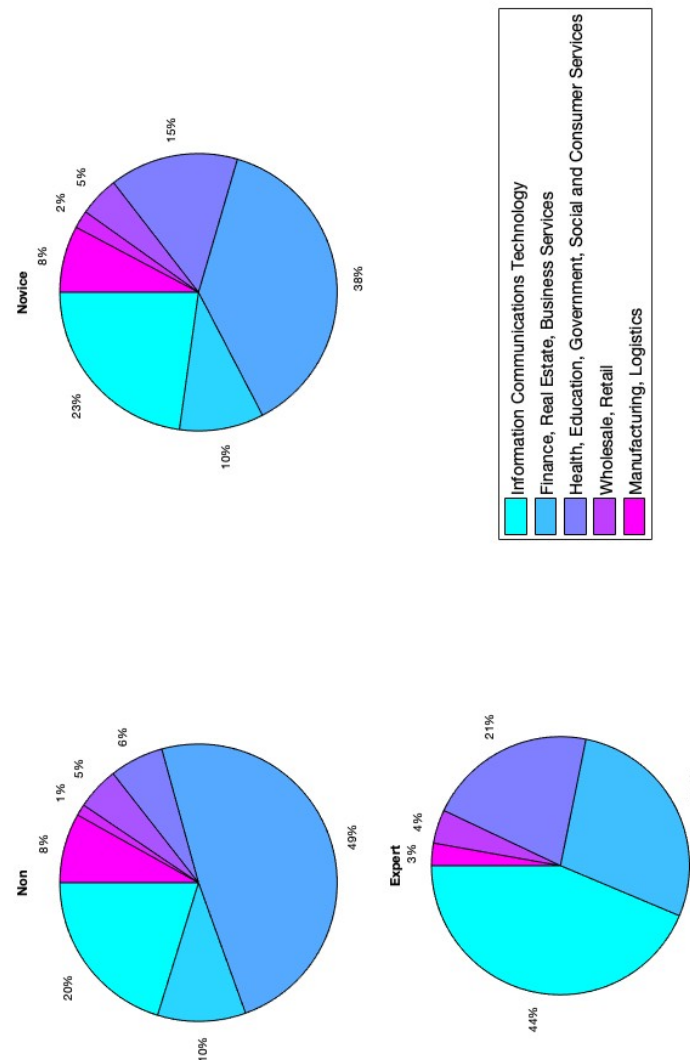 Non
8%
1%
5%
6%
49%
10%
20%
Novice
8%
2%
5%
15%
38%
10%
23%
Expert
3%
4%
21%
44%
Information Communications Technology
Finance, Real Estate, Business Services
Health, Education, Government, Social and Consumer Services
Wholesale, Retail
Manufacturing, Logistics